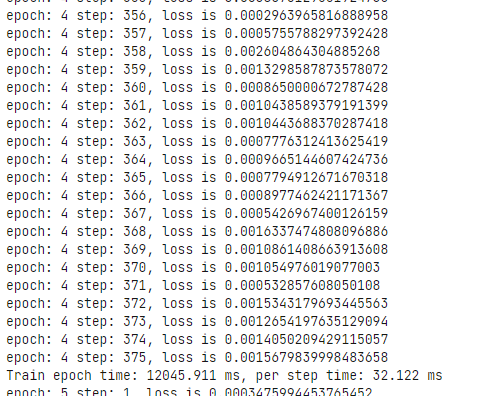 epoch: 4 step: 356, loss is 0.0002963965816888958
epoch: 4 step: 357, loss is 0.0005755788297392428
epoch: 4 step: 358, loss is 0.002604864304885268
epoch: 4 step: 359, loss is 0.0013298587873578072
epoch: 4 step: 360, loss is 0.0008650000672787428
epoch: 4 step: 361, loss is 0.0010438589379191399
epoch: 4 step: 362, loss is 0.0010443688370287418
epoch: 4 step: 363, loss is 0.0007776312413625419
epoch: 4 step: 364, loss is 0.0009665144607424736
epoch: 4 step: 365, loss is 0.0007794912671670318
epoch: 4 step: 366, loss is 0.0008977462421171367
epoch: 4 step: 367, loss is 0.0005426967400126159
epoch: 4 step: 368, loss is 0.0016337474808096886
epoch: 4 step: 369, loss is 0.0010861408663913608
epoch: 4 step: 370, loss is 0.001054976019077003
epoch: 4 step: 371, loss is 0.000532857608050108
epoch: 4 step: 372, loss is 0.0015343179693445563
epoch: 4 step: 373, loss is 0.0012654197635129094
epoch: 4 step: 374, loss is 0.0014050209429115057
epoch: 4 step: 375, loss is 0.0015679839998483658
Train epoch time: 12045.911 ms, per step time: 32.122 ms
epoch: 5 step: 1, loss is 0.0003475994453765452